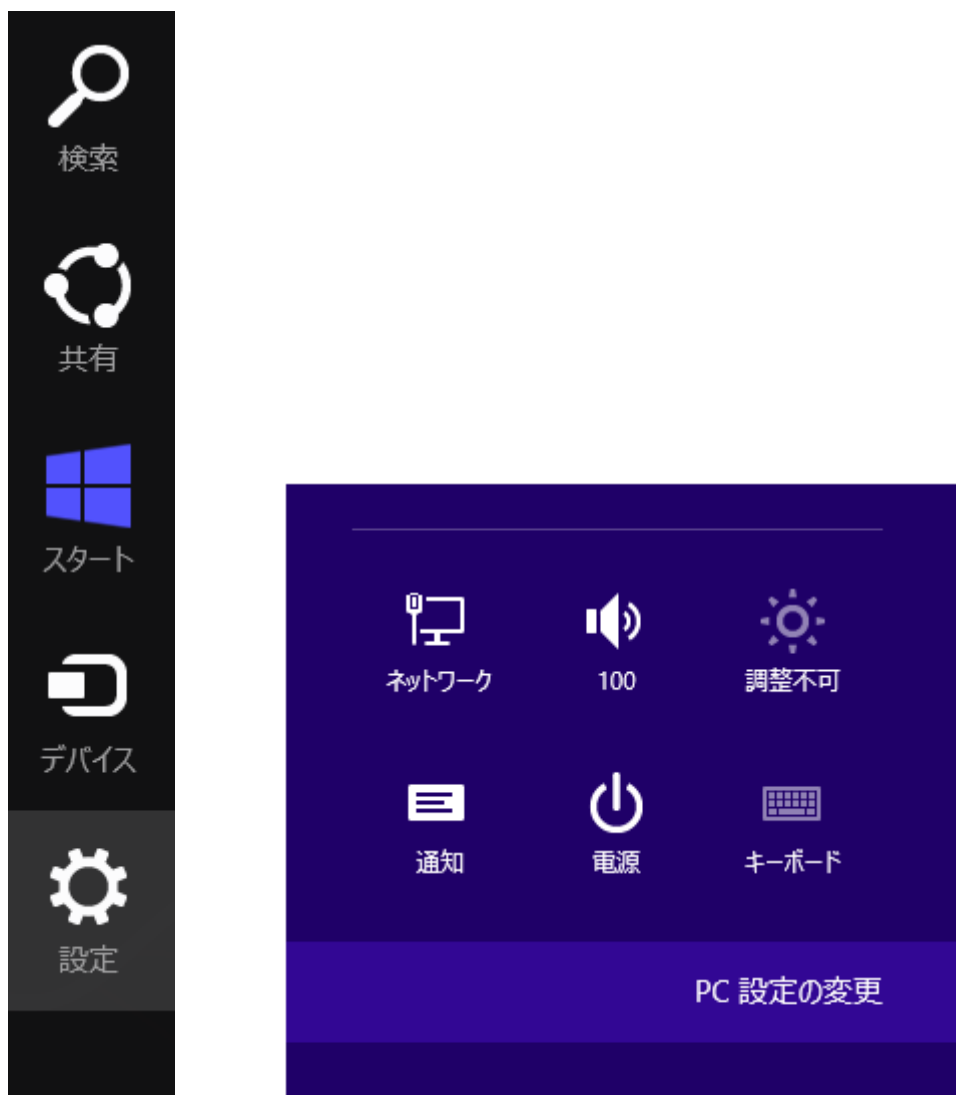 検索
共有
スタート
デバイス
設定
ネットワーク
100
調整不可
通知
電源
キーボード
PC 設定の変更